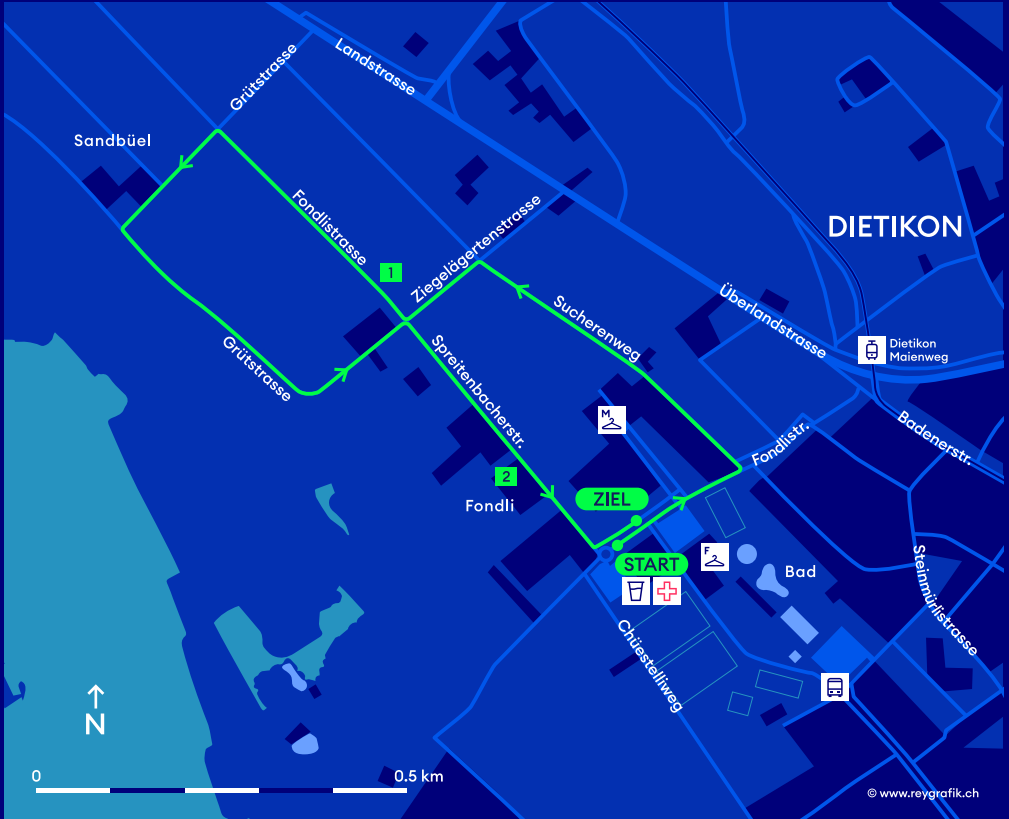 Landstrasse
Grütstrasse
Sandbüel
Fondlistrasse
Ziegelägertenstrasse
DIETIKON
1
Sucherenweg
Überlandstrasse
Dietikon
Maienweg
Grütstrasse
Spreitenbacherstr.
M
Fondlistr.
Badenerstr.
2
Fondli
ZIEL
START
F
Bad
Steinmürlistrasse
Chüestelliweg
N
0
0.5 km
© www.reygrafik.ch